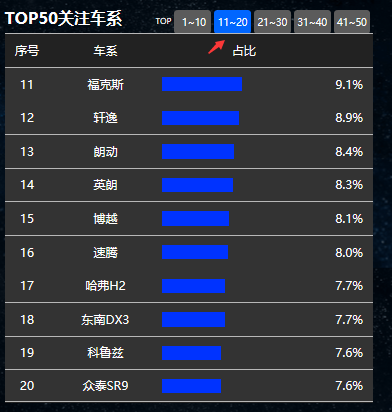 TOP50关注车系 TOP 1~10 11~20 21~30 31~40 41~50
序号 车系 占比
11 福克斯 9.1%
12 轩逸 8.9%
13 朗动 8.4%
14 英朗 8.3%
15 博越 8.1%
16 速腾 8.0%
17 哈弗H2 7.7%
18 东南DX3 7.7%
19 科鲁兹 7.6%
20 众泰SR9 7.6%